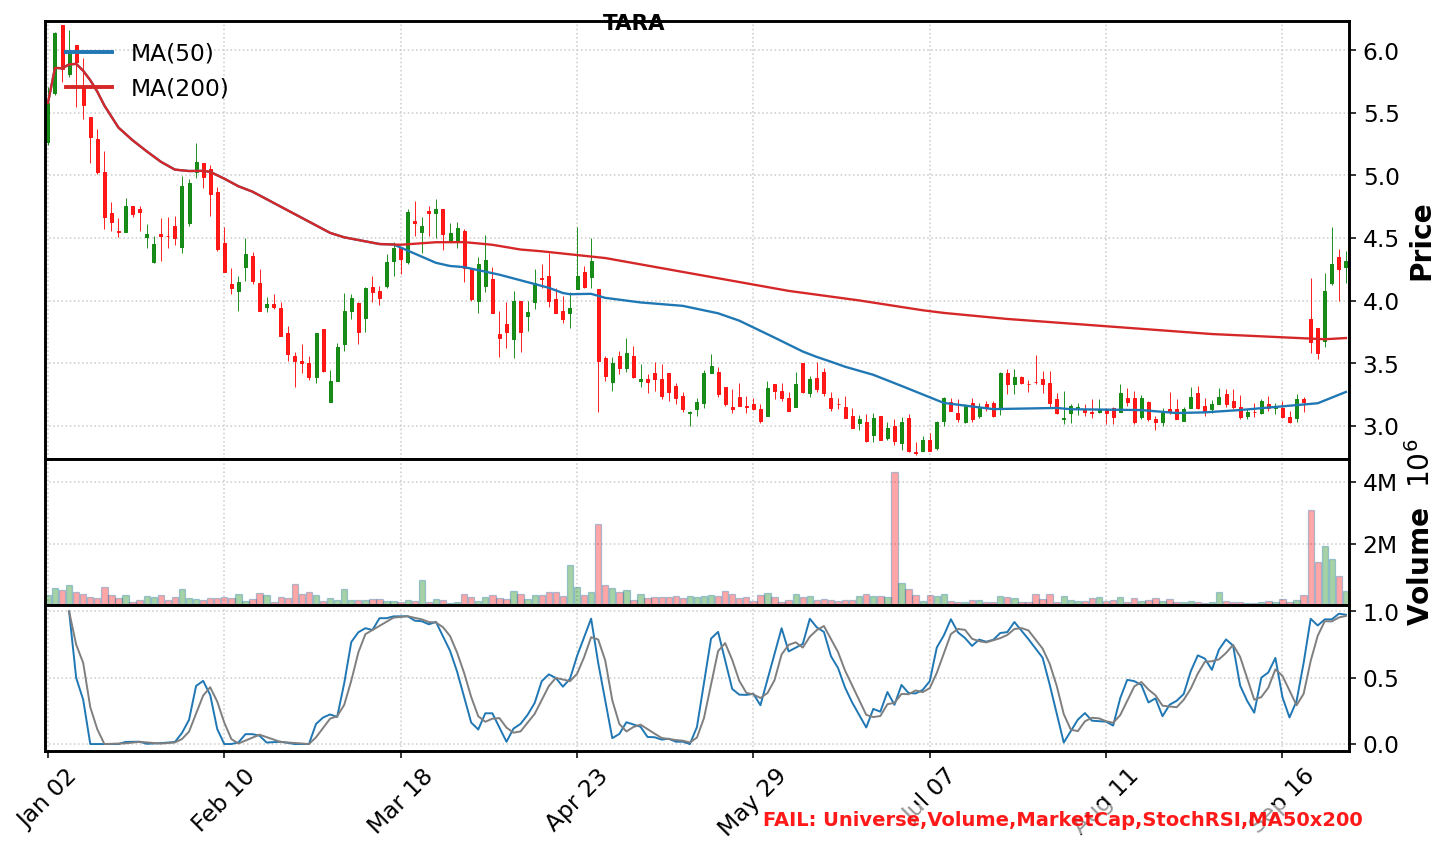 TARA
MA(50)
MA(200)
6.0
5.5
5.0
4.5
4.0
3.5
3.0
Price
4M
2M
Volume 10^6
1.0
0.5
0.0
Jan 02
Feb 10
Mar 18
Apr 23
May 29
Jul 07
Aug 11
Sep 16
FAIL: Universe,Volume,MarketCap,StochRSI,MA50x200